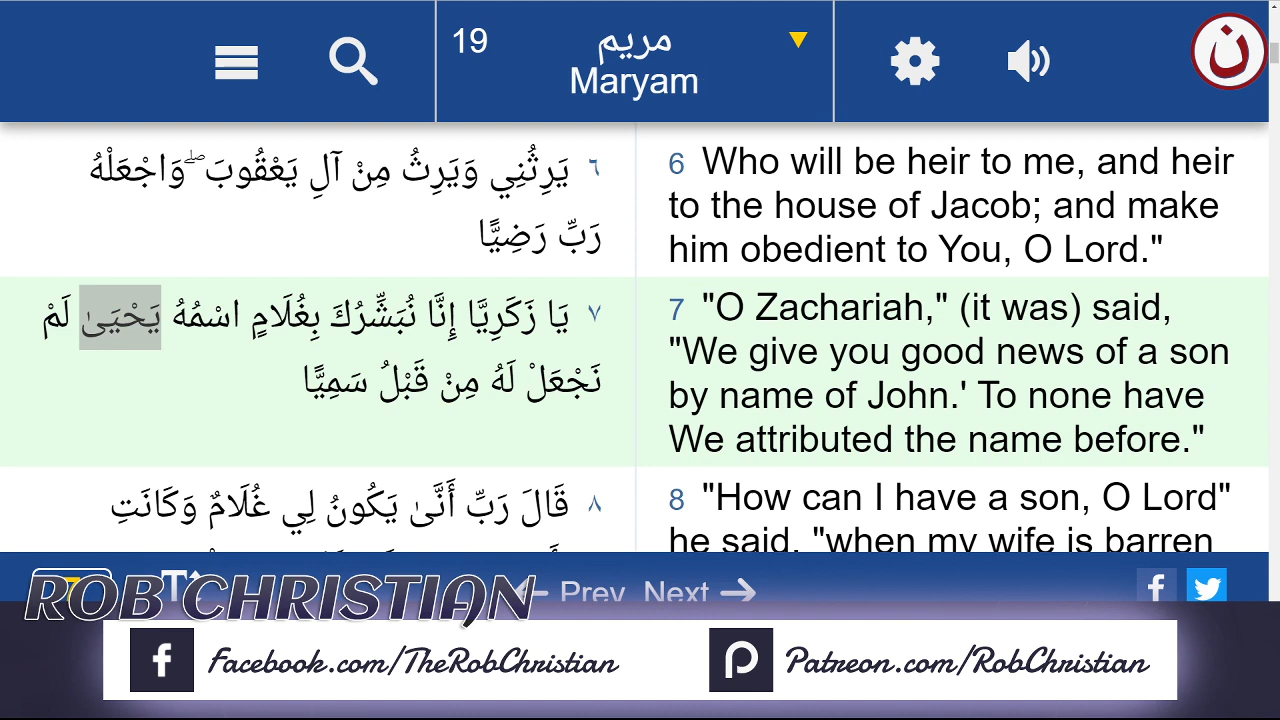 19
مريم
Maryam
ن
٦ يَرِثُنِي وَيَرِثُ مِنْ آلِ يَعْقُوبَ ۖ وَاجْعَلْهُ
رَبِّ رَضِيًّا
6 Who will be heir to me, and heir
to the house of Jacob; and make
him obedient to You, O Lord."
٧ يَا زَكَرِيَّا إِنَّا نُبَشِّرُكَ بِغُلَامٍ اسْمُهُ يَحْيَىٰ لَمْ
نَجْعَلْ لَهُ مِنْ قَبْلُ سَمِيًّا
7 "O Zachariah," (it was) said,
"We give you good news of a son
by name of John.' To none have
We attributed the name before."
٨ قَالَ رَبِّ أَنَّىٰ يَكُونُ لِي غُلَامٌ وَكَانَتِ
8 "How can I have a son, O Lord"
he said, "when my wife is barren
Prev Next
ROB CHRISTIAN
Facebook.com/TheRobChristian
Patreon.com/RobChristian